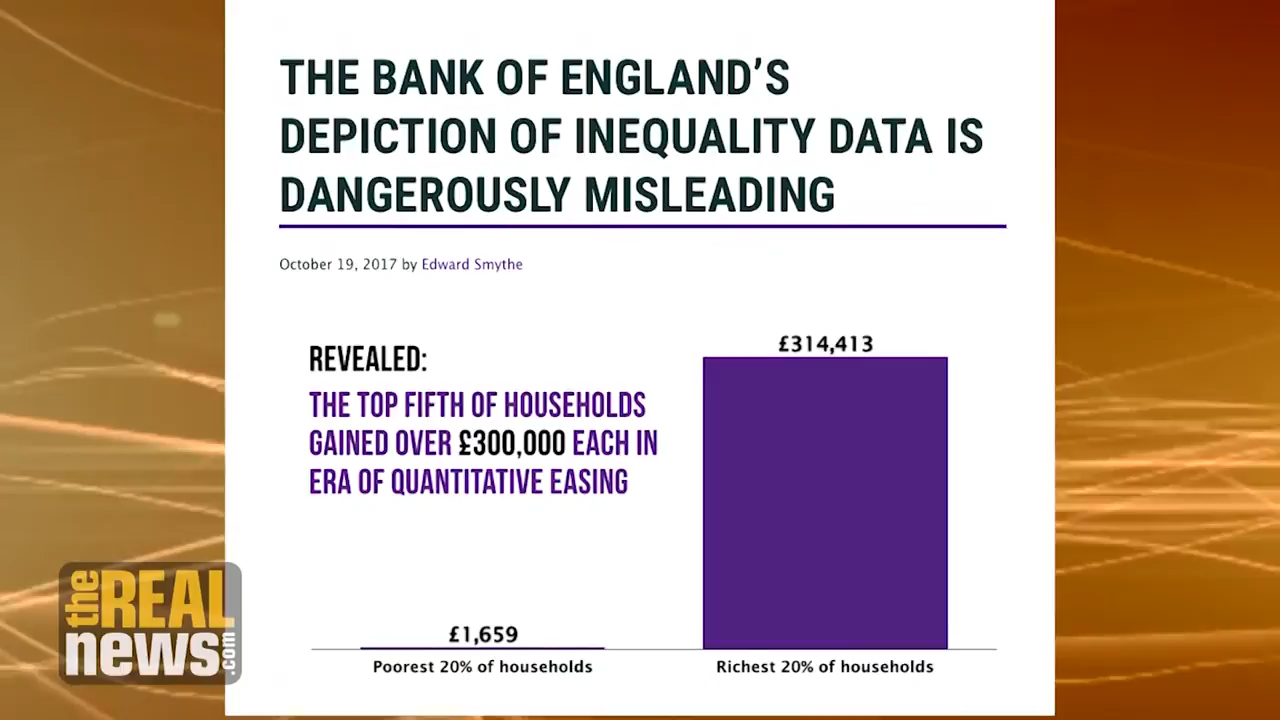 THE BANK OF ENGLAND’S
DEPICTION OF INEQUALITY DATA IS
DANGEROUSLY MISLEADING
October 19, 2017 by Edward Smythe
REVEALED:
THE TOP FIFTH OF HOUSEHOLDS
GAINED OVER £300,000 EACH IN
ERA OF QUANTITATIVE EASING
£314,413
£1,659
Poorest 20% of households
Richest 20% of households
the REAL
news.com